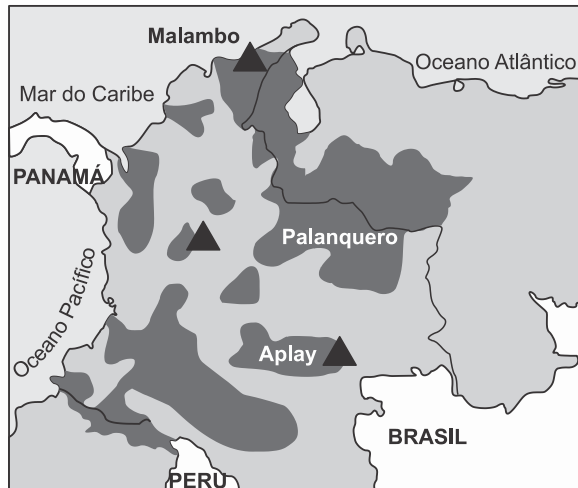 Malambo
Oceano Atlântico
Mar do Caribe
PANAMÁ
Palanquero
Oceano Pacífico
Aplay
BRASIL
PERU